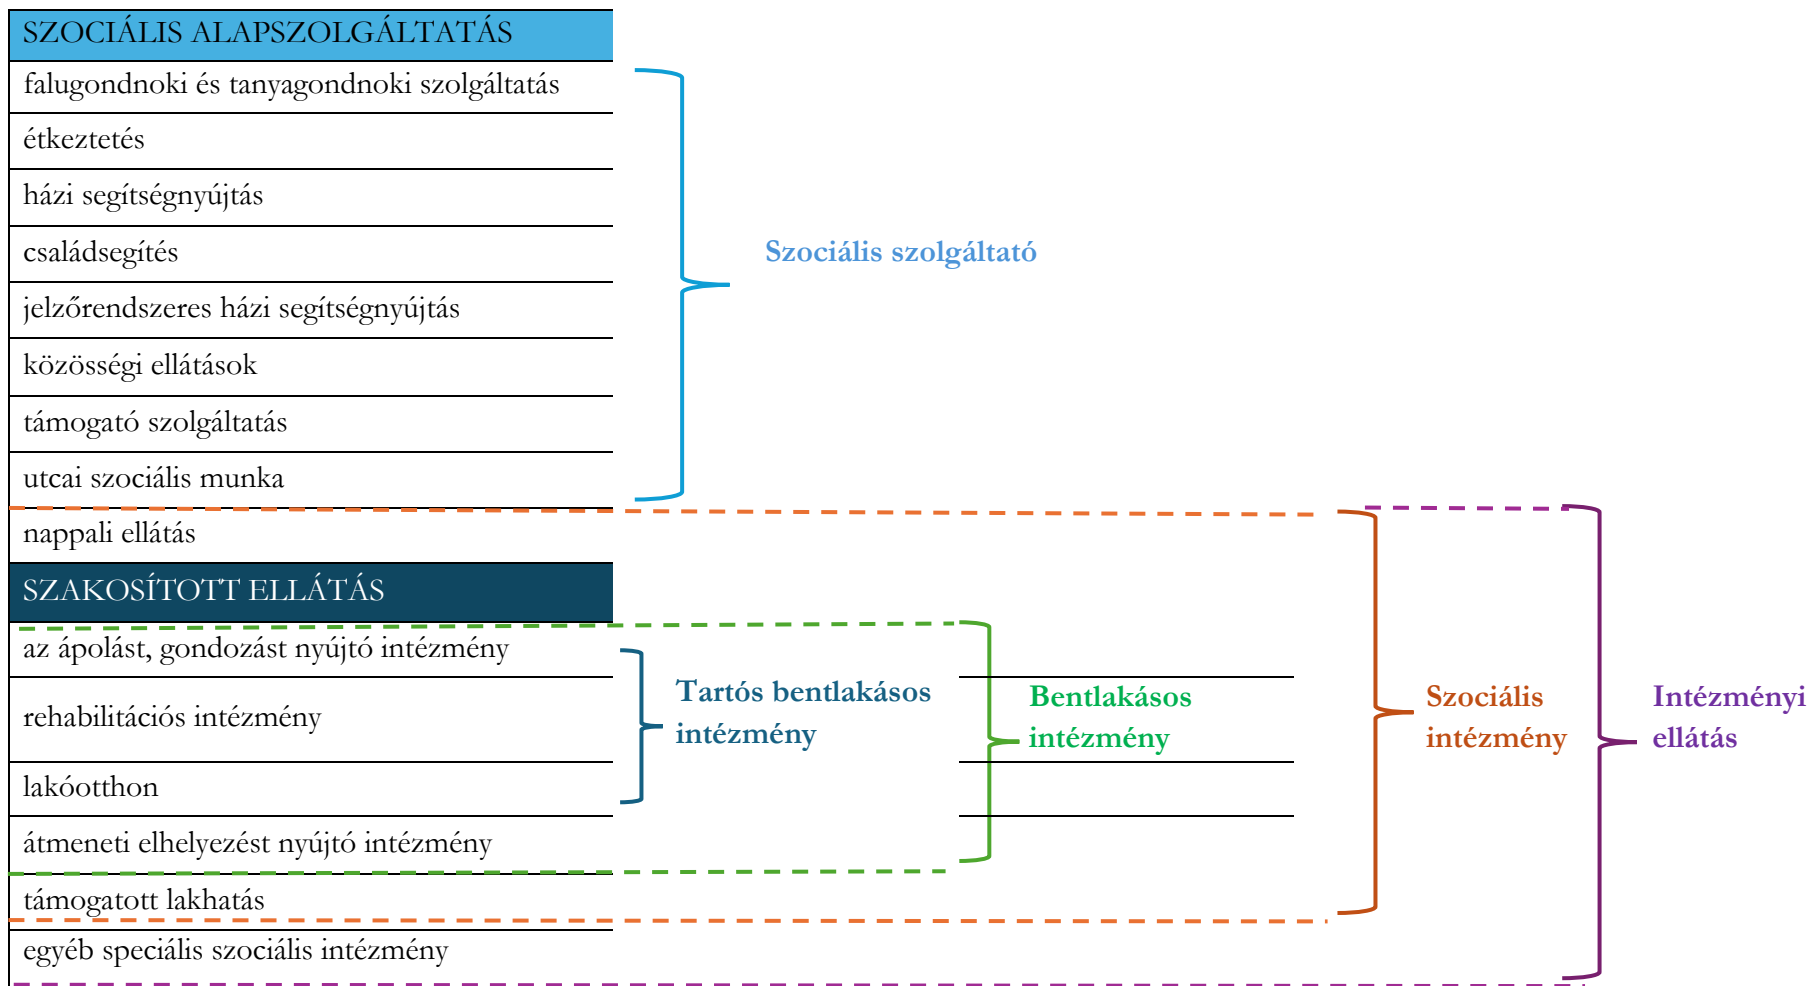 SZOCIÁLIS ALAPSZOLGÁLTATÁS
falugondnoki és tanyagondnoki szolgáltatás
étkeztetés
házi segítségnyújtás
családsegítés
Szociális szolgáltató
jelzőrendszeres házi segítségnyújtás
közösségi ellátások
támogató szolgáltatás
utcai szociális munka
nappali ellátás
SZAKOSÍTOTT ELLÁTÁS
az ápolást, gondozást nyújtó intézmény
rehabilitációs intézmény
lakóotthon
átmeneti elhelyezést nyújtó intézmény
támogatott lakhatás
egyéb speciális szociális intézmény
Tartós bentlakásos
intézmény
Bentlakásos
intézmény
Szociális
intézmény
Intézményi
ellátás